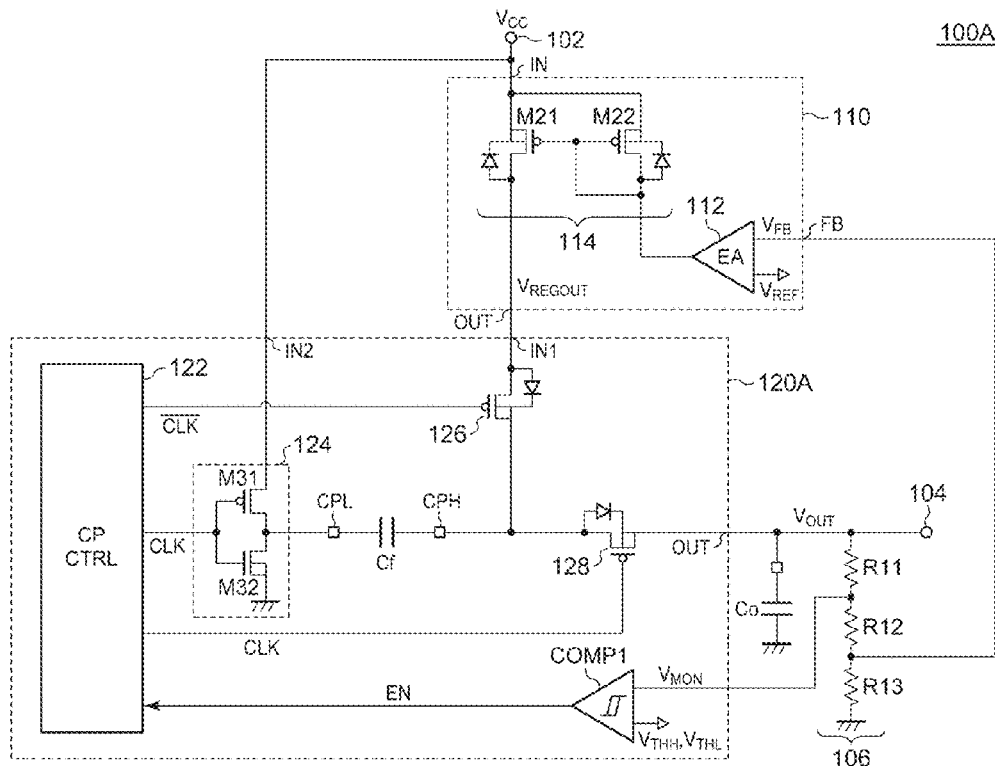 V_CC
102
100A
IN
M21
M22
110
114
112
V_FB
FB
EA
V_REF
V_REGOUT
OUT
IN2
IN1
122
120A
CLK
126
124
M31
CPL
CPH
104
CP
CTRL
CLK
V_OUT
OUT
Cf
128
M32
R11
Co
R12
CLK
COMP1
V_MON
R13
EN
V_THH, V_THL
106